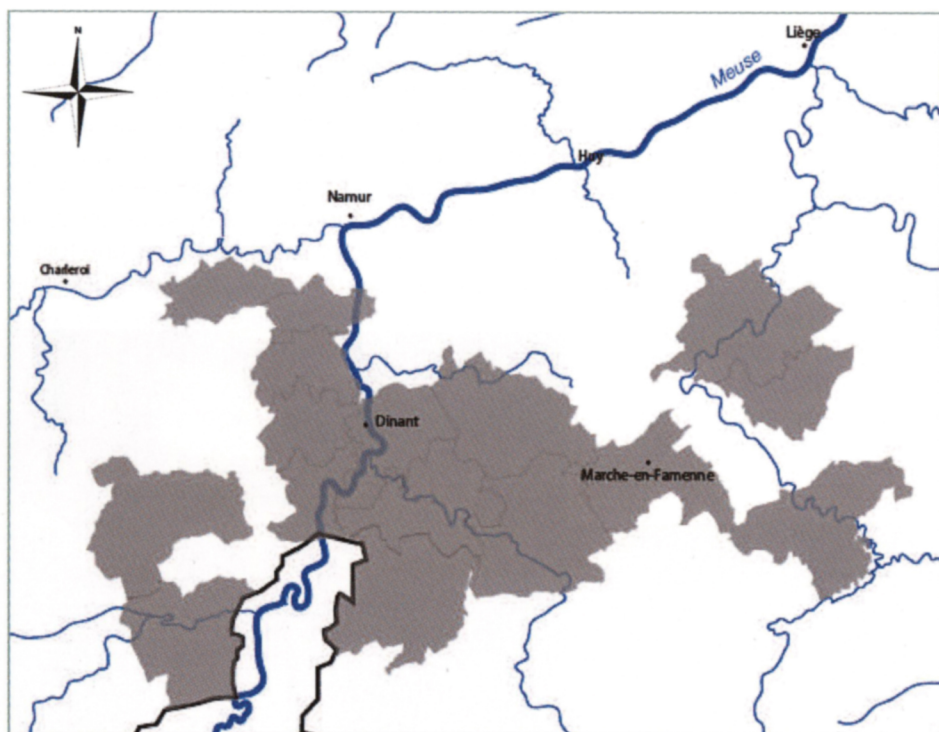 N
Liège
Meuse
Huy
Namur
Charleroi
Dinant
Marche-en-Famenne